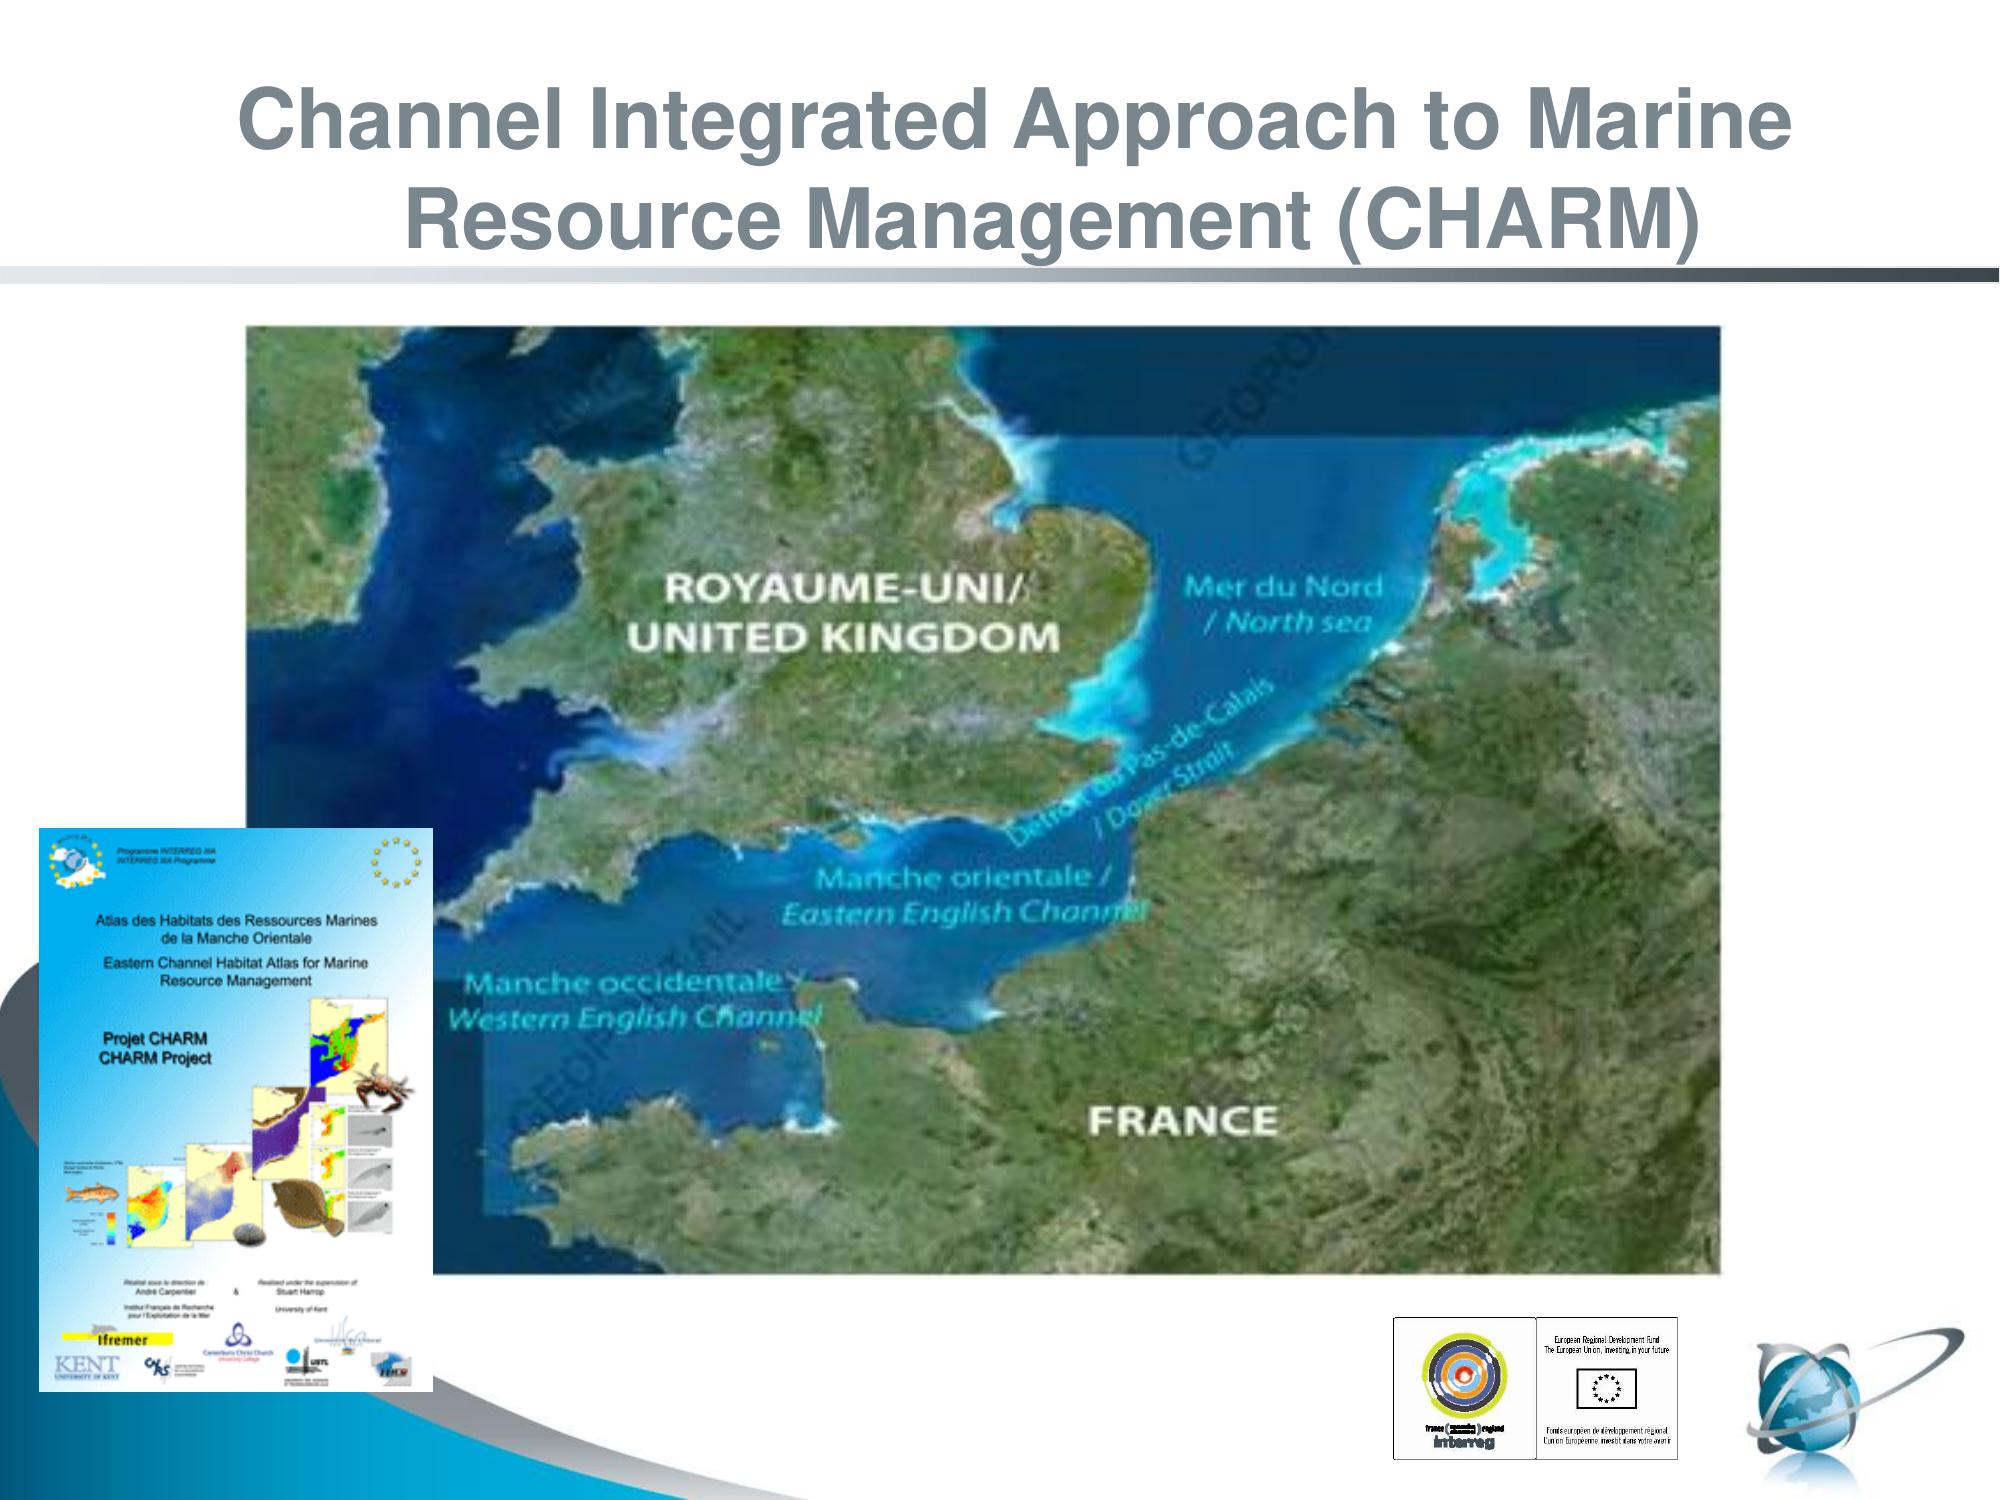 Channel Integrated Approach to Marine
Resource Management (CHARM)
ROYAUME-UNI/
UNITED KINGDOM
Mer du Nord
/ North sea
Détroit du Pas-de-Calais
/ Dover Strait
Manche orientale /
Eastern English Channel
Manche occidentale /
Western English Channel
FRANCE
Programme INTERREG IIIA
INTERREG IIIA Programme
Atlas des Habitats des Ressources Marines
de la Manche Orientale
Eastern Channel Habitat Atlas for Marine
Resource Management
Projet CHARM
CHARM Project
Réalisé sous la direction de :
André Carpentier
&
Realised under the supervision of:
Stuart Harrop
Institut Français de Recherche
pour l'Exploitation de la Mer
University of Kent
Ifremer
Canterbury Christ Church
University College
KENT
UNIVERSITY OF KENT
CNRS
USTL
european Regional Development Fund
The European Union, investing in your future
Fonds européen de développement régional
L'union Européenne investit dans votre avenir
france (manche channel) england
interreg